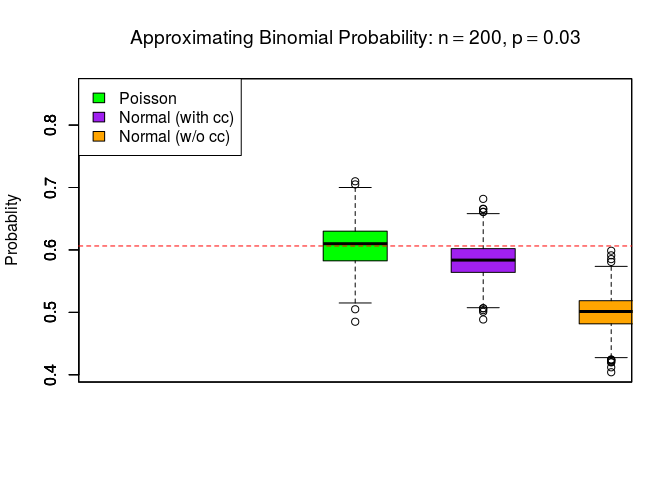 Approximating Binomial Probability: n = 200, p = 0.03
Poisson
Normal (with cc)
Normal (w/o cc)
Probablity
0.8
0.7
0.6
0.5
0.4